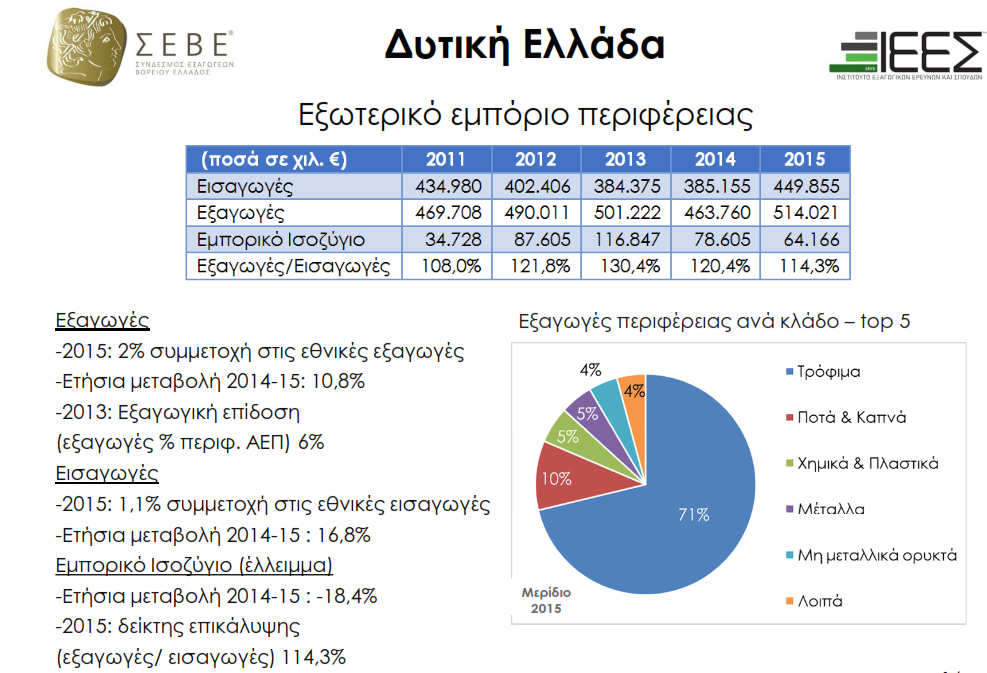 ΣΕΒΕ®
ΣΥΝΔΕΣΜΟΣ ΕΞΑΓΩΓΕΩΝ
ΒΟΡΕΙΟΥ ΕΛΛΑΔΟΣ
Δυτική Ελλάδα
ΙΕΕΣ
ΙΝΣΤΙΤΟΥΤΟ ΕΞΑΓΩΓΙΚΩΝ ΕΡΕΥΝΩΝ ΚΑΙ ΣΠΟΥΔΩΝ
Εξωτερικό εμπόριο περιφέρειας
(ποσά σε χιλ. €) 2011 2012 2013 2014 2015
Εισαγωγές 434.980 402.406 384.375 385.155 449.855
Εξαγωγές 469.708 490.011 501.222 463.760 514.021
Εμπορικό Ισοζύγιο 34.728 87.605 116.847 78.605 64.166
Εξαγωγές/Εισαγωγές 108,0% 121,8% 130,4% 120,4% 114,3%
Εξαγωγές
-2015: 2% συμμετοχή στις εθνικές εξαγωγές
-Ετήσια μεταβολή 2014-15: 10,8%
-2013: Εξαγωγική επίδοση
(εξαγωγές % περιφ. ΑΕΠ) 6%
Εισαγωγές
-2015: 1,1% συμμετοχή στις εθνικές εισαγωγές
-Ετήσια μεταβολή 2014-15 : 16,8%
Εμπορικό Ισοζύγιο (έλλειμμα)
-Ετήσια μεταβολή 2014-15 : -18,4%
-2015: δείκτης επικάλυψης
(εξαγωγές/ εισαγωγές) 114,3%
Εξαγωγές περιφέρειας ανά κλάδο – top 5
4%
4%
5%
5%
10%
71%
Τρόφιμα
Ποτά & Καπνά
Χημικά & Πλαστικά
Μέταλλα
Μη μεταλλικά ορυκτά
Λοιπά
Μερίδιο
2015